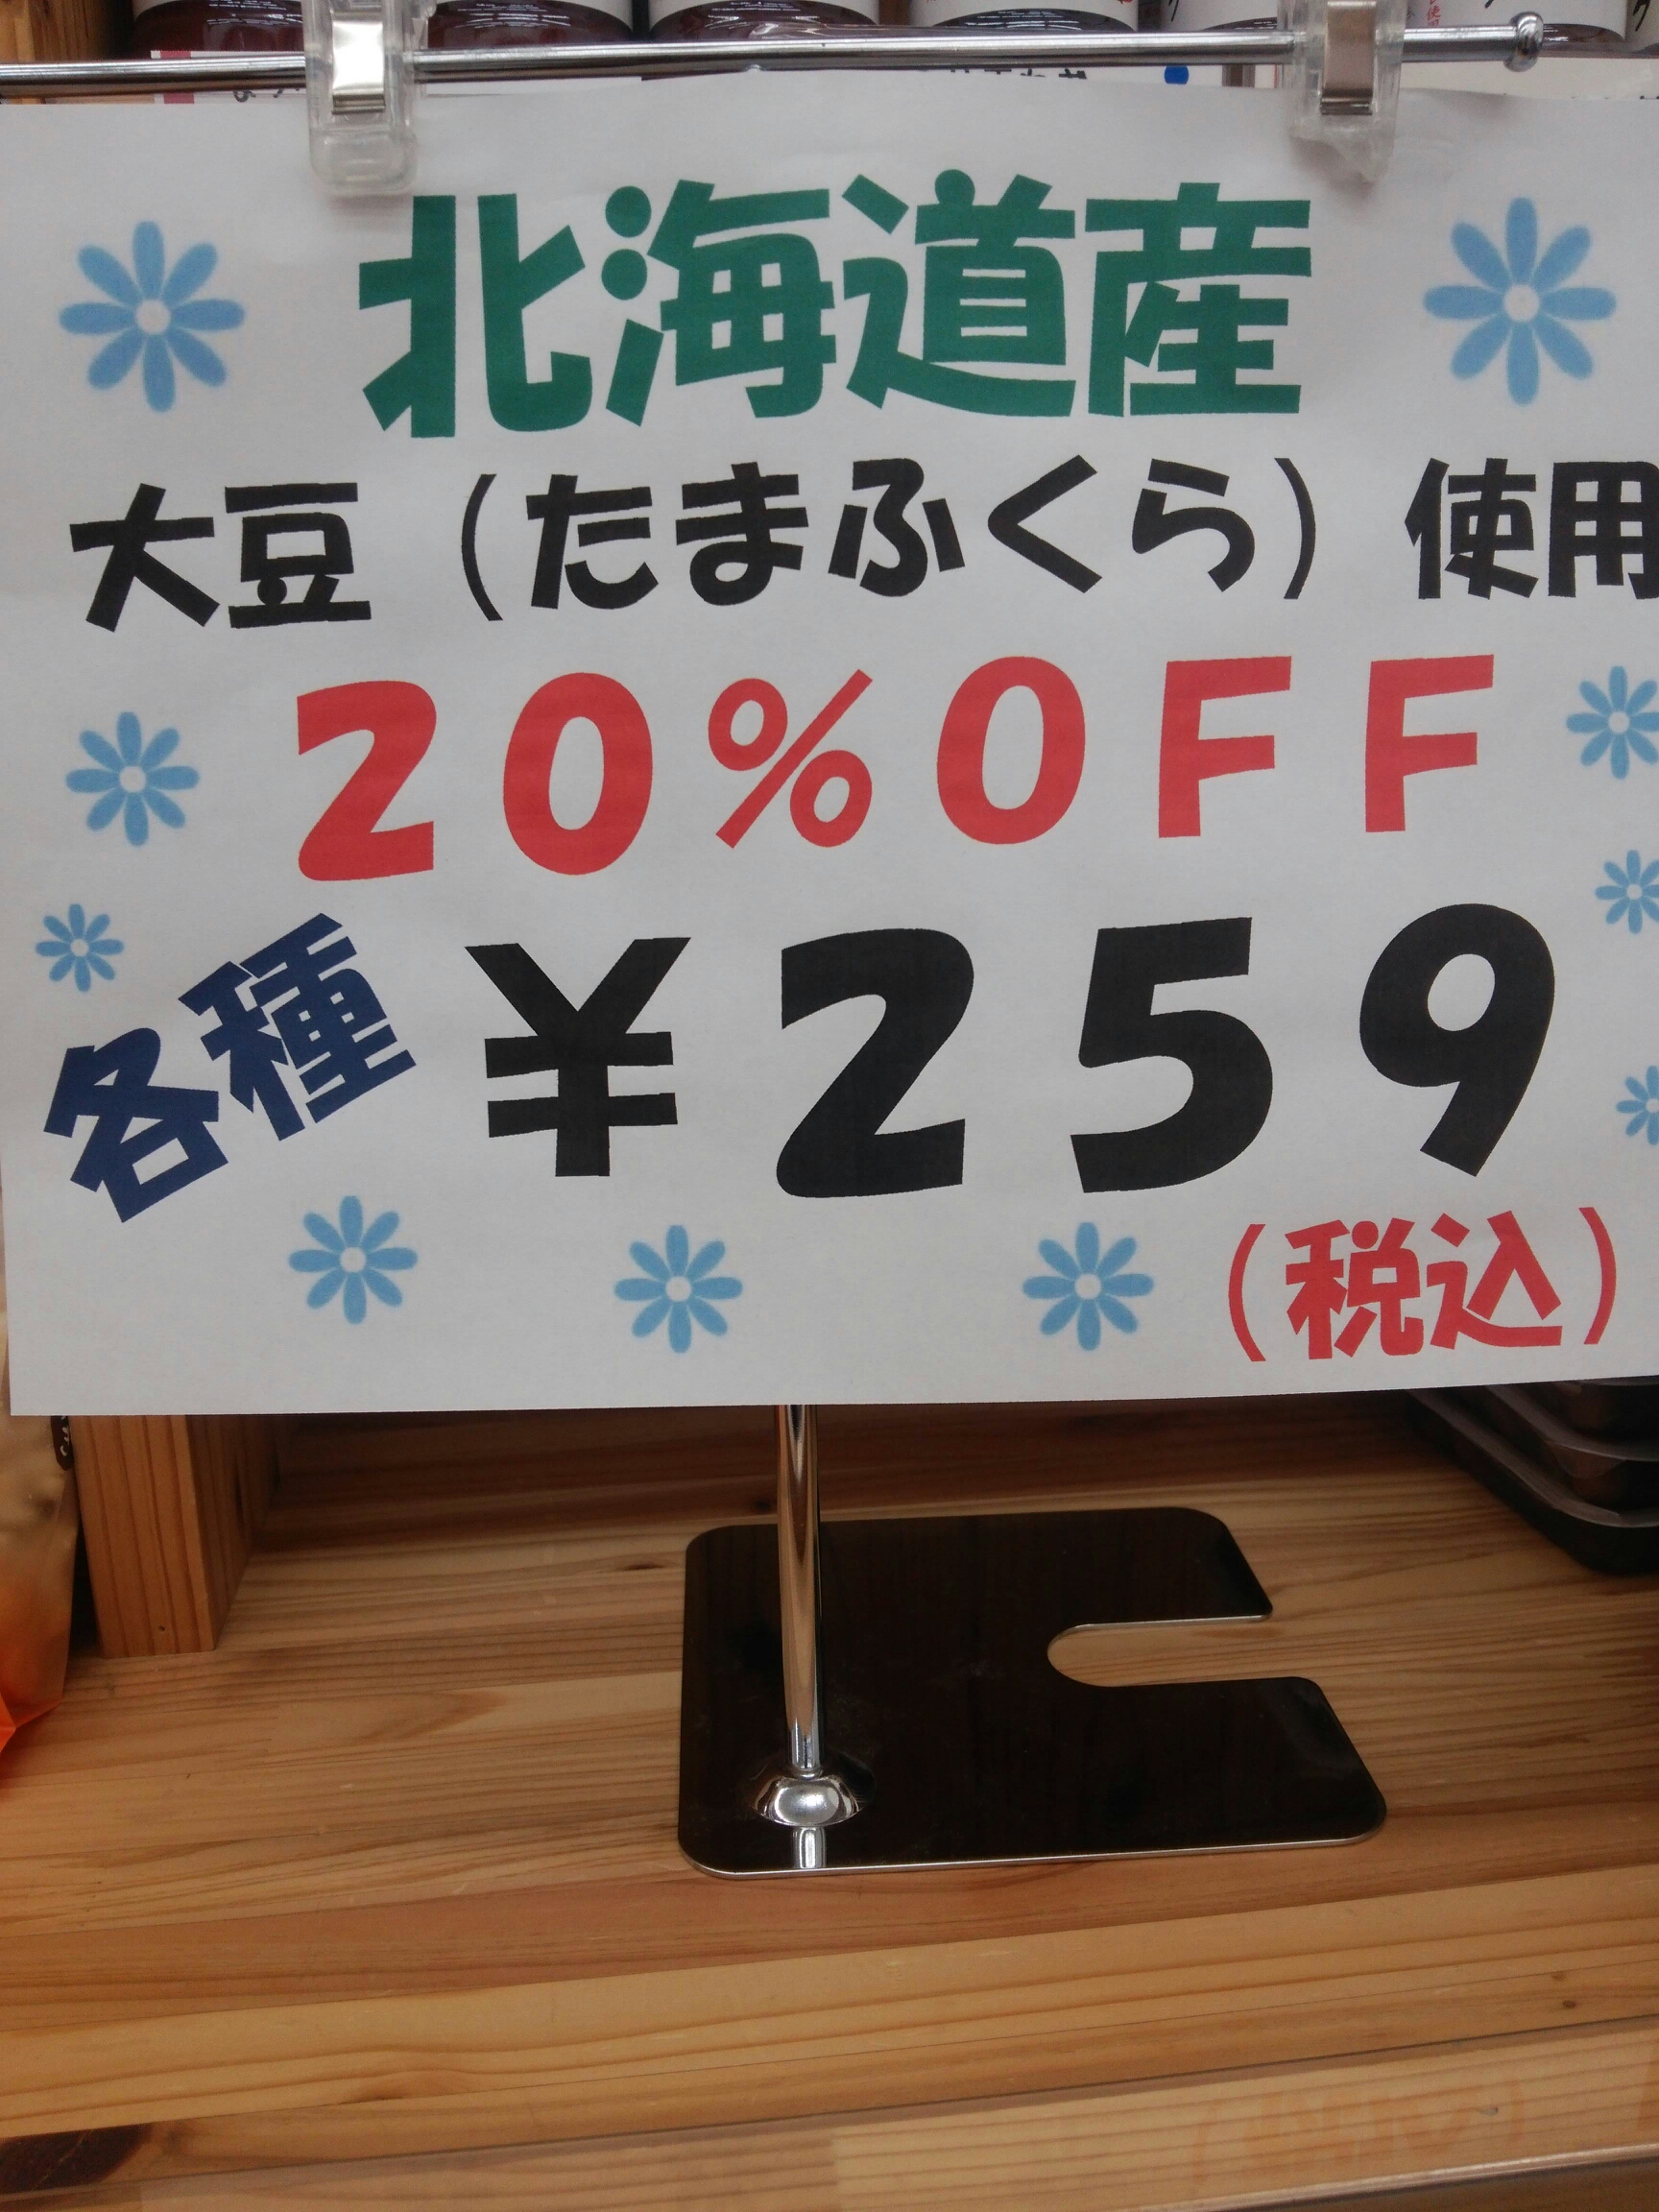 北海道産
大豆（たまふくら）使用
20%OFF
各種 ¥259
（税込）